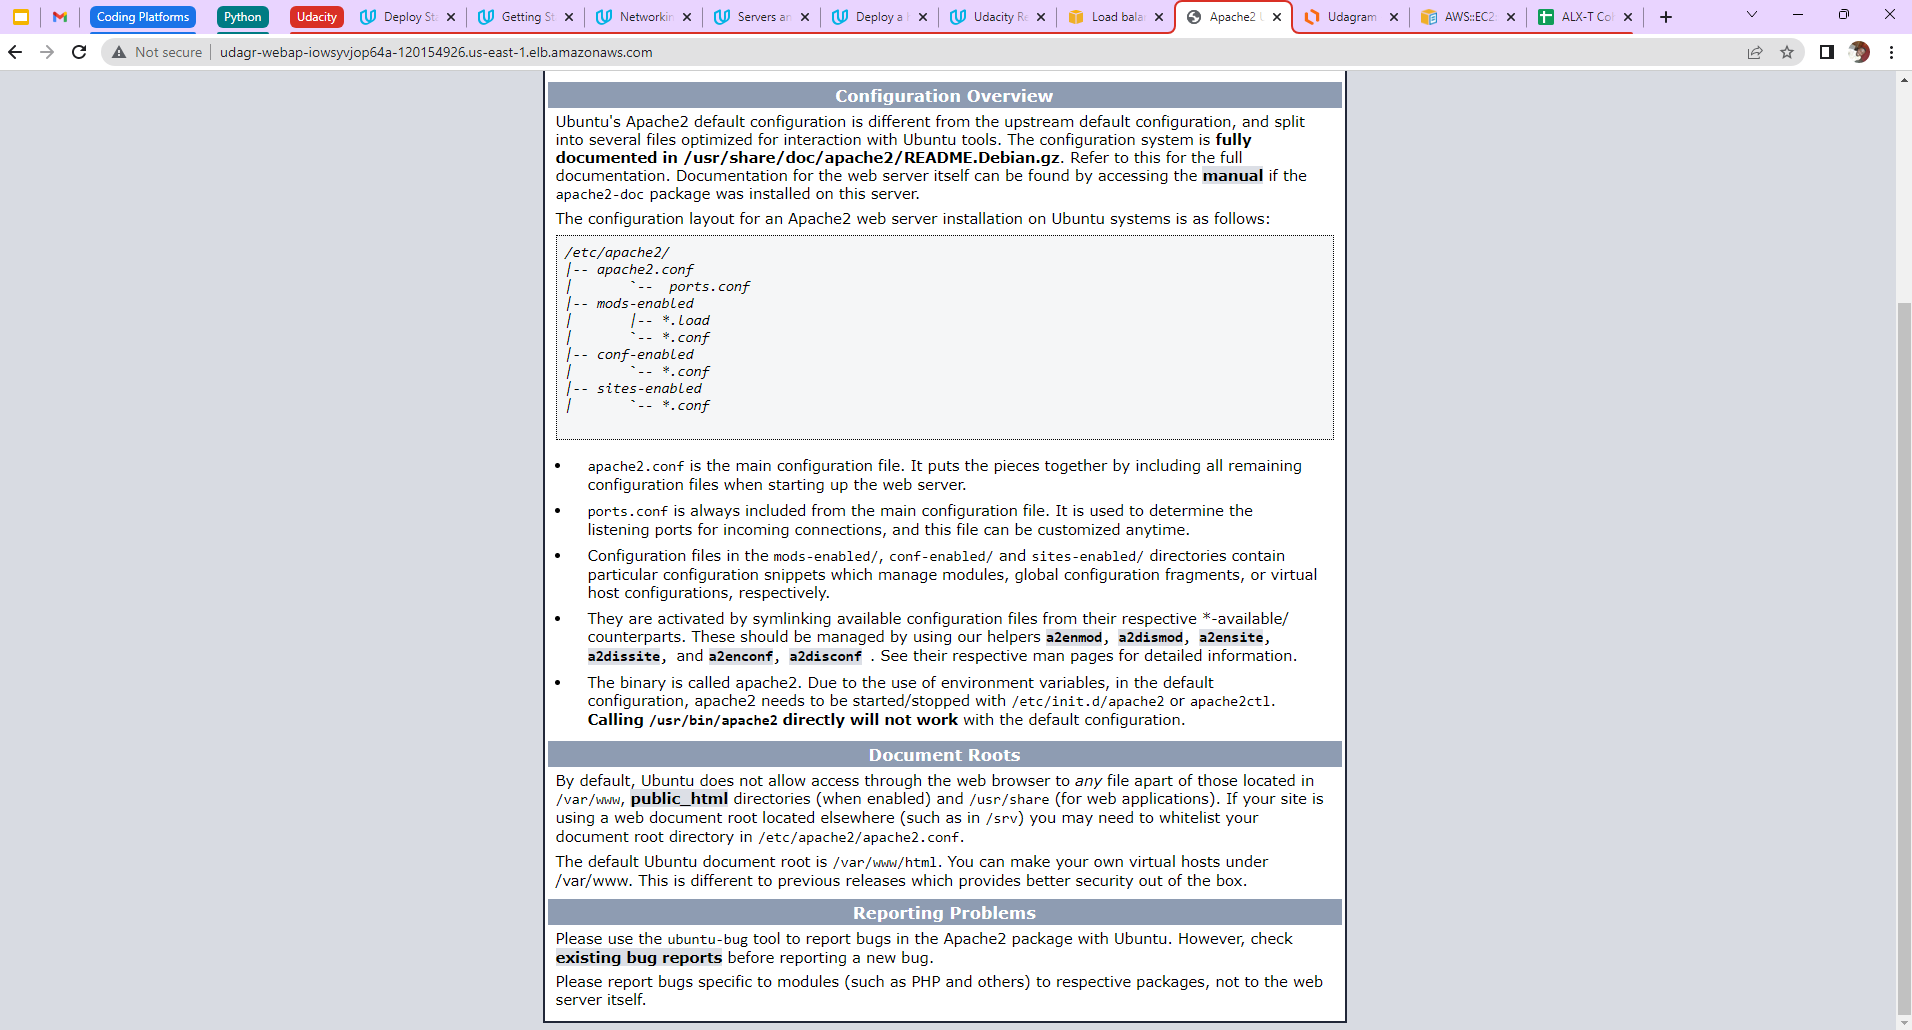 Coding Platforms
Python
Udacity
Deploy Sta
Getting St
Networkin
Servers an
Deploy a
Udacity Re
Load bala
Apache2 U
Udagram
AWS::EC2
ALX-T Col
Not secure
udagr-webap-iowsyvjop64a-120154926.us-east-1.elb.amazonaws.com
Configuration Overview
Ubuntu's Apache2 default configuration is different from the upstream default configuration, and split
into several files optimized for interaction with Ubuntu tools. The configuration system is fully
documented in /usr/share/doc/apache2/README.Debian.gz. Refer to this for the full
documentation. Documentation for the web server itself can be found by accessing the manual if the
apache2-doc package was installed on this server.
The configuration layout for an Apache2 web server installation on Ubuntu systems is as follows:
/etc/apache2/
|-- apache2.conf
|       `--  ports.conf
|-- mods-enabled
|       |-- *.load
|       `-- *.conf
|-- conf-enabled
|       `-- *.conf
|-- sites-enabled
|       `-- *.conf
• apache2.conf is the main configuration file. It puts the pieces together by including all remaining
configuration files when starting up the web server.
• ports.conf is always included from the main configuration file. It is used to determine the
listening ports for incoming connections, and this file can be customized anytime.
• Configuration files in the mods-enabled/, conf-enabled/ and sites-enabled/ directories contain
particular configuration snippets which manage modules, global configuration fragments, or virtual
host configurations, respectively.
• They are activated by symlinking available configuration files from their respective *-available/
counterparts. These should be managed by using our helpers a2enmod, a2dismod, a2ensite,
a2dissite, and a2enconf, a2disconf . See their respective man pages for detailed information.
• The binary is called apache2. Due to the use of environment variables, in the default
configuration, apache2 needs to be started/stopped with /etc/init.d/apache2 or apache2ctl.
Calling /usr/bin/apache2 directly will not work with the default configuration.
Document Roots
By default, Ubuntu does not allow access through the web browser to any file apart of those located in
/var/www, public_html directories (when enabled) and /usr/share (for web applications). If your site is
using a web document root located elsewhere (such as in /srv) you may need to whitelist your
document root directory in /etc/apache2/apache2.conf.
The default Ubuntu document root is /var/www/html. You can make your own virtual hosts under
/var/www. This is different to previous releases which provides better security out of the box.
Reporting Problems
Please use the ubuntu-bug tool to report bugs in the Apache2 package with Ubuntu. However, check
existing bug reports before reporting a new bug.
Please report bugs specific to modules (such as PHP and others) to respective packages, not to the web
server itself.